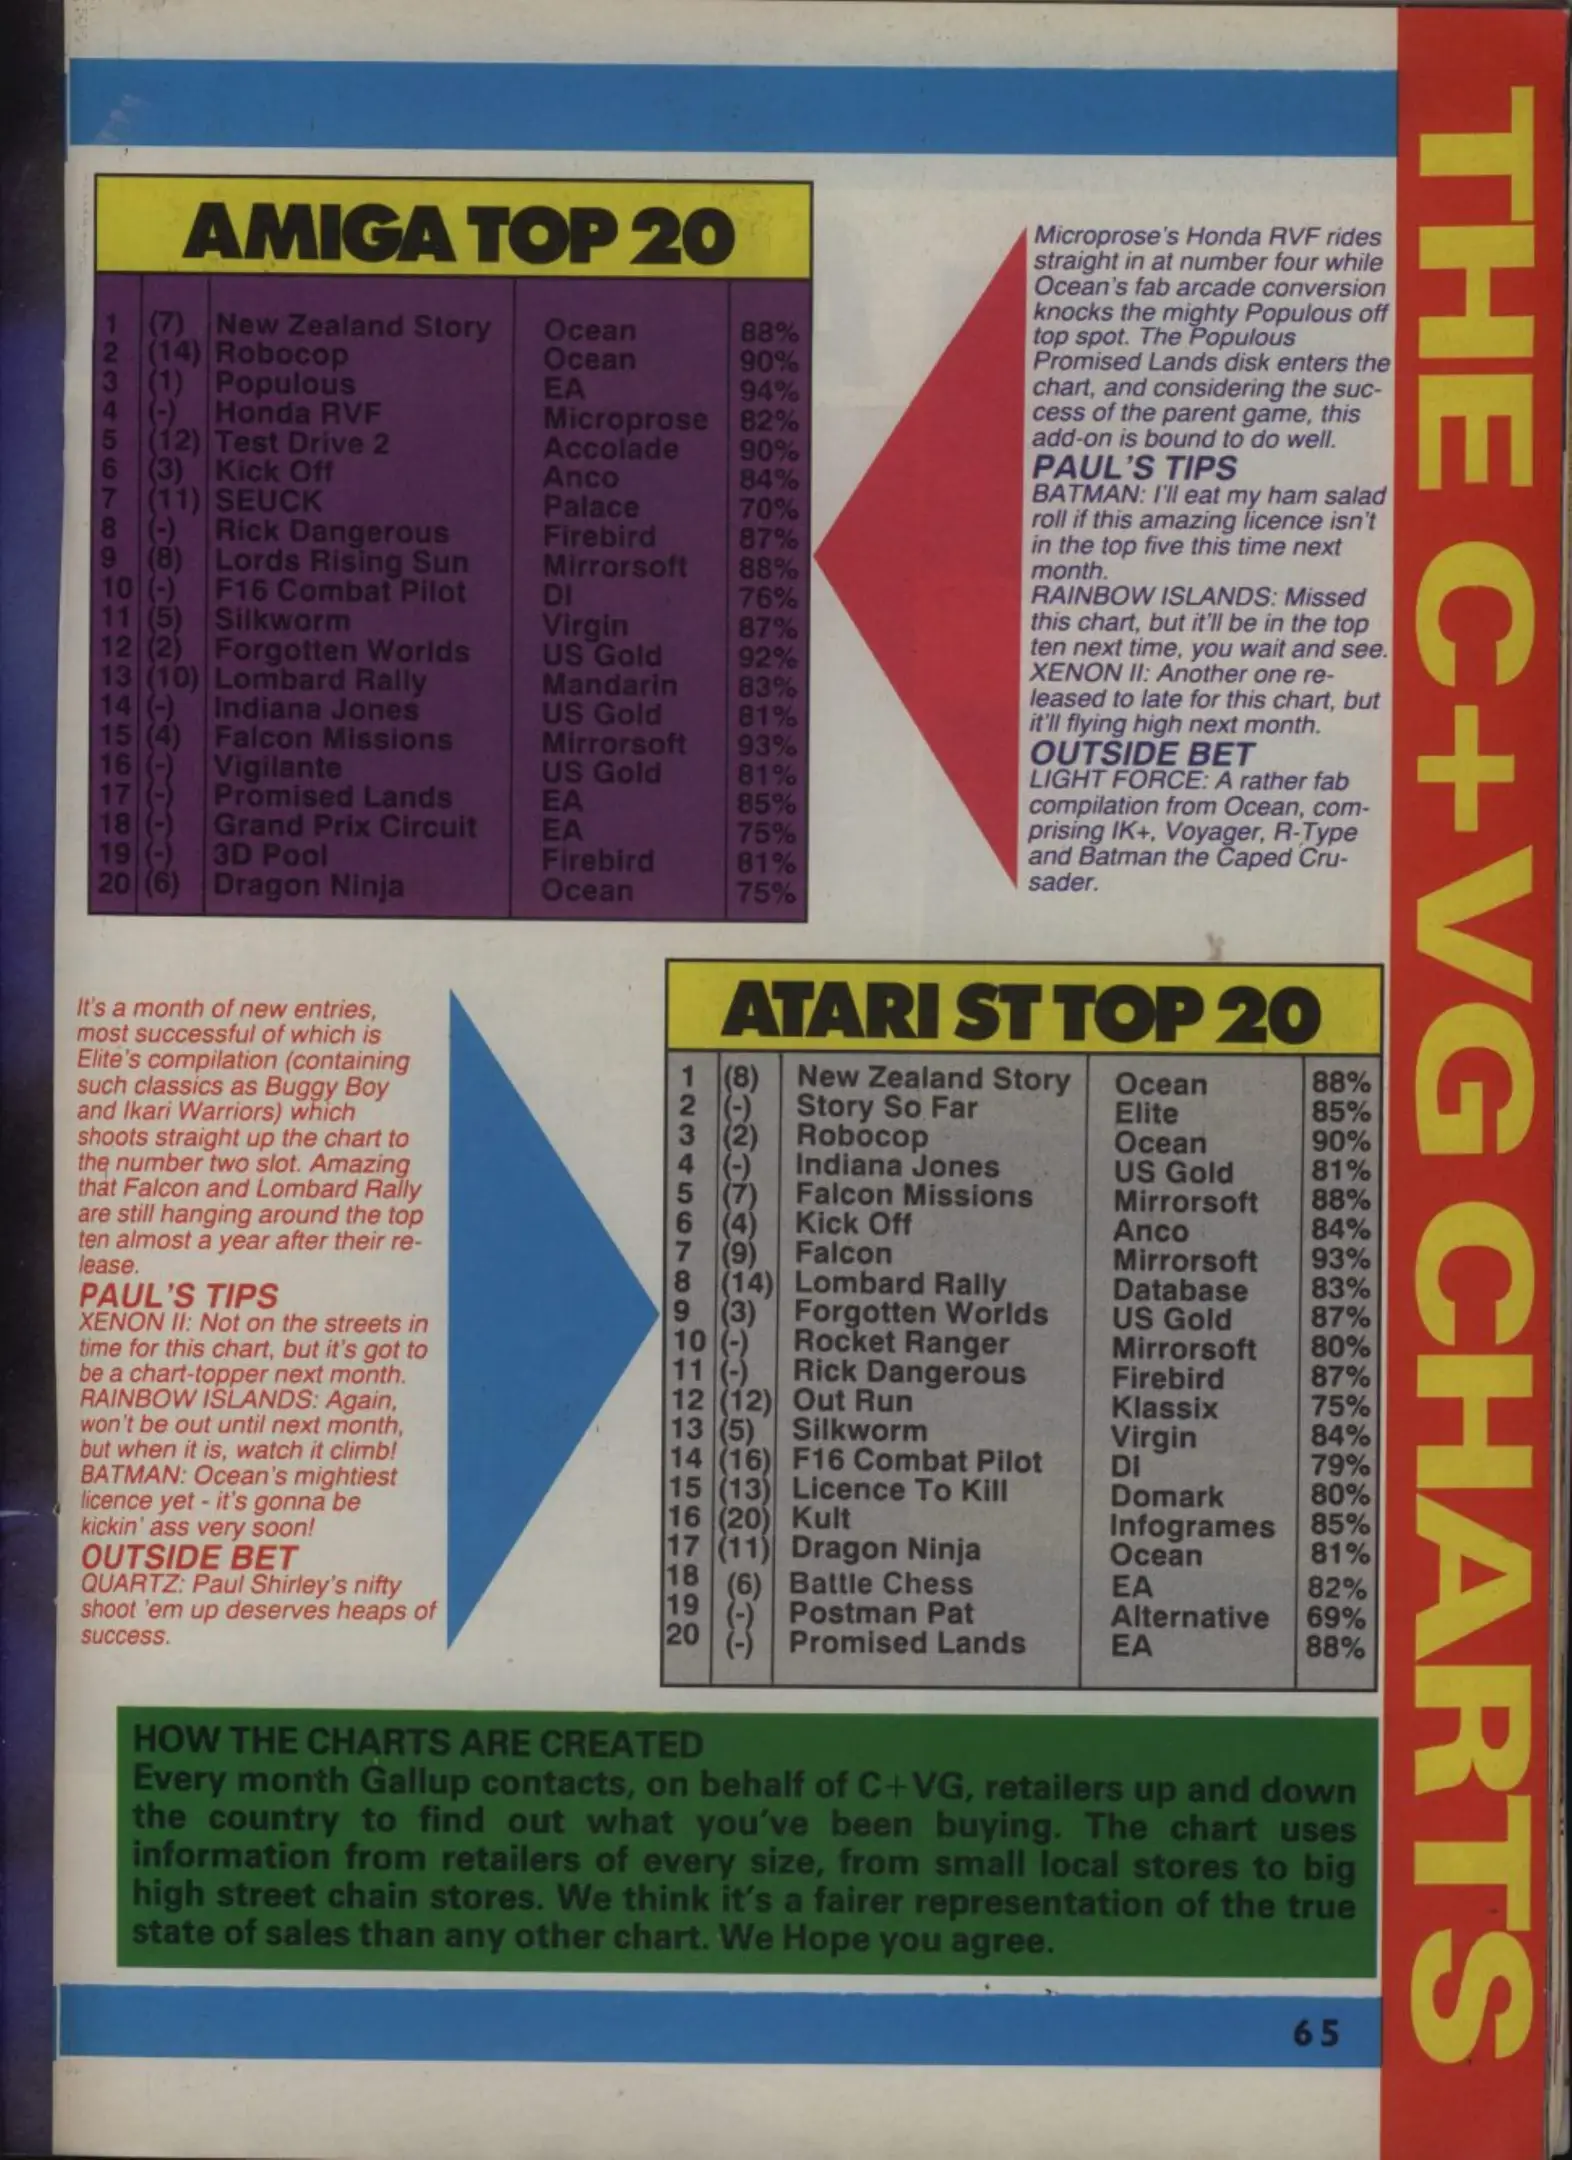 AMIGA TOP 20
1 (7) New Zealand Story Ocean 88%
2 (14) Robocop Ocean 90%
3 (1) Populous EA 94%
4 (-) Honda RVF Microprose 82%
5 (12) Test Drive 2 Accolade 90%
6 (3) Kick Off Anco 84%
7 (11) SEUCK Palace 70%
8 (-) Rick Dangerous Firebird 87%
9 (8) Lords Rising Sun Mirrorsoft 88%
10 (-) F16 Combat Pilot DI 76%
11 (5) Silkworm Virgin 87%
12 (2) Forgotten Worlds US Gold 92%
13 (10) Lombard Rally Mandarin 83%
14 (-) Indiana Jones US Gold 81%
15 (4) Falcon Missions Mirrorsoft 93%
16 (-) Vigilante US Gold 81%
17 (-) Promised Lands EA 85%
18 (-) Grand Prix Circuit EA 75%
19 (-) 3D Pool Firebird 81%
20 (6) Dragon Ninja Ocean 75%
Microprose's Honda RVF rides
straight in at number four while
Ocean's fab arcade conversion
knocks the mighty Populous off
top spot. The Populous
Promised Lands disk enters the
chart, and considering the suc-
cess of the parent game, this
add-on is bound to do well.
PAUL'S TIPS
BATMAN: I'll eat my ham salad
roll if this amazing licence isn't
in the top five this time next
month.
RAINBOW ISLANDS: Missed
this chart, but it'll be in the top
ten next time, you wait and see.
XENON II: Another one re-
leased to late for this chart, but
it'll flying high next month.
OUTSIDE BET
LIGHT FORCE: A rather fab
compilation from Ocean, com-
prising IK+, Voyager, R-Type
and Batman the Caped Cru-
sader.
It's a month of new entries,
most successful of which is
Elite's compilation (containing
such classics as Buggy Boy
and Ikari Warriors) which
shoots straight up the chart to
the number two slot. Amazing
that Falcon and Lombard Rally
are still hanging around the top
ten almost a year after their re-
lease.
PAUL'S TIPS
XENON II: Not on the streets in
time for this chart, but it's got to
be a chart-topper next month.
RAINBOW ISLANDS: Again,
won't be out until next month,
but when it is, watch it climb!
BATMAN: Ocean's mightiest
licence yet - it's gonna be
kickin' ass very soon!
OUTSIDE BET
QUARTZ: Paul Shirley's nifty
shoot 'em up deserves heaps of
success.
ATARI ST TOP 20
1 (8) New Zealand Story Ocean 88%
2 (-) Story So Far Elite 85%
3 (2) Robocop Ocean 90%
4 (-) Indiana Jones US Gold 81%
5 (7) Falcon Missions Mirrorsoft 88%
6 (4) Kick Off Anco 84%
7 (9) Falcon Mirrorsoft 93%
8 (14) Lombard Rally Database 83%
9 (3) Forgotten Worlds US Gold 87%
10 (-) Rocket Ranger Mirrorsoft 80%
11 (-) Rick Dangerous Firebird 87%
12 (12) Out Run Klassix 75%
13 (5) Silkworm Virgin 84%
14 (16) F16 Combat Pilot DI 79%
15 (13) Licence To Kill Domark 80%
16 (20) Kult Infogrames 85%
17 (11) Dragon Ninja Ocean 81%
18 (6) Battle Chess EA 82%
19 (-) Postman Pat Alternative 69%
20 (-) Promised Lands EA 88%
HOW THE CHARTS ARE CREATED
Every month Gallup contacts, on behalf of C+VG, retailers up and down
the country to find out what you've been buying. The chart uses
information from retailers of every size, from small local stores to big
high street chain stores. We think it's a fairer representation of the true
state of sales than any other chart. We Hope you agree.
65
THE C+VG CHARTS